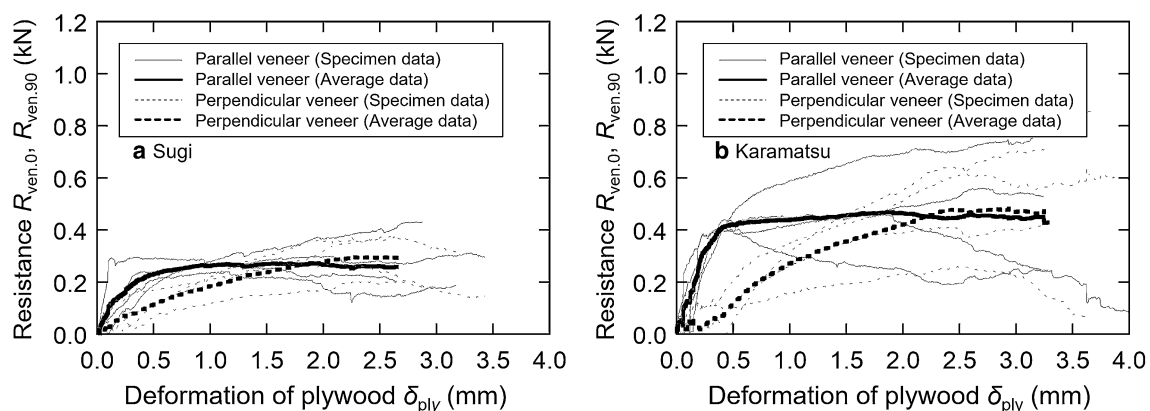 1.2
1.0
0.8
0.6
0.4
0.2
0.0
Resistance Rven.0, Rven.90 (kN)
Parallel veneer (Specimen data)
Parallel veneer (Average data)
Perpendicular veneer (Specimen data)
Perpendicular veneer (Average data)
a Sugi
0.0 0.5 1.0 1.5 2.0 2.5 3.0 3.5 4.0
Deformation of plywood δply (mm)
1.2
1.0
0.8
0.6
0.4
0.2
0.0
Resistance Rven.0, Rven.90 (kN)
Parallel veneer (Specimen data)
Parallel veneer (Average data)
Perpendicular veneer (Specimen data)
Perpendicular veneer (Average data)
b Karamatsu
0.0 0.5 1.0 1.5 2.0 2.5 3.0 3.5 4.0
Deformation of plywood δply (mm)